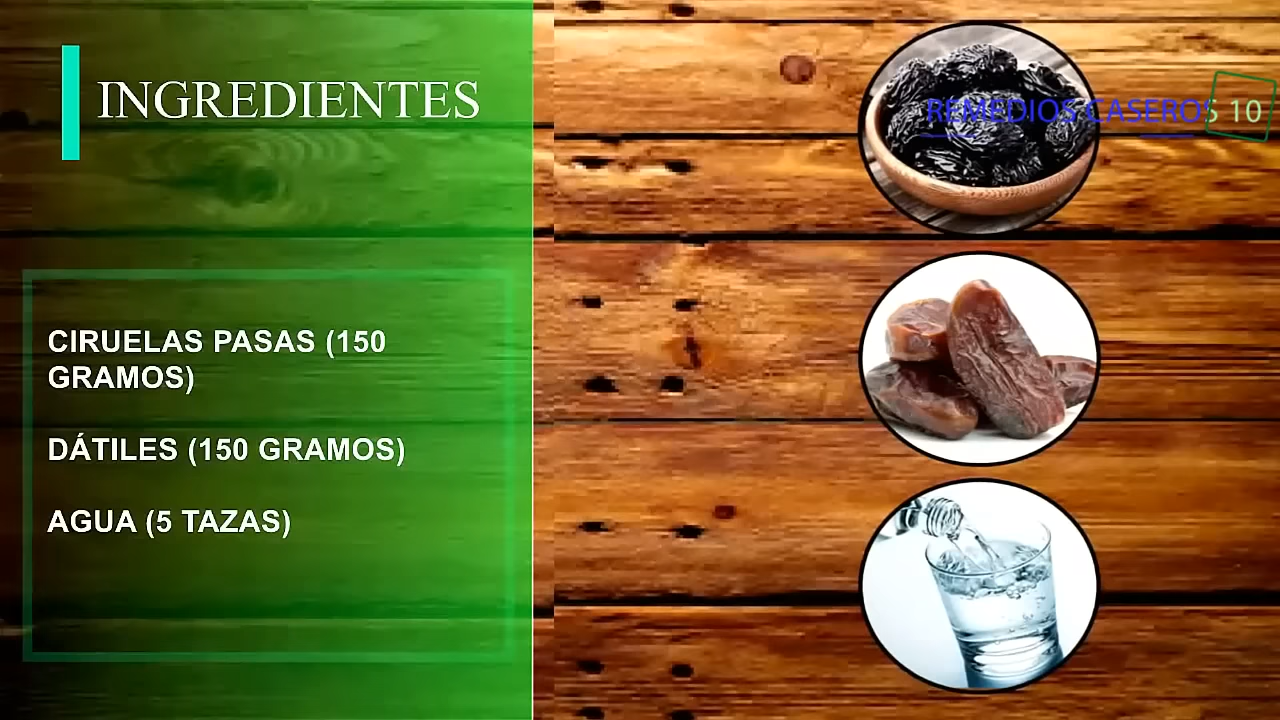 INGREDIENTES
REMEDIOS CASEROS 10
CIRUELAS PASAS (150
GRAMOS)
DÁTILES (150 GRAMOS)
AGUA (5 TAZAS)